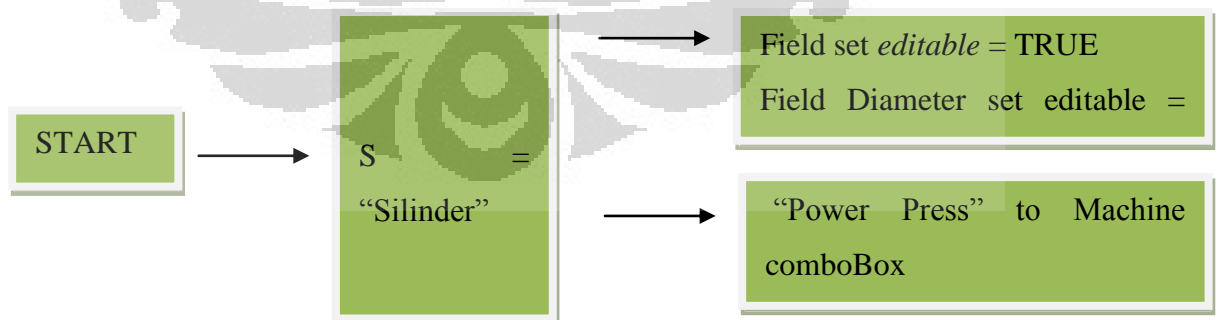 START
S =
“Silinder”
Field set editable = TRUE
Field Diameter set editable =
“Power Press” to Machine
comboBox